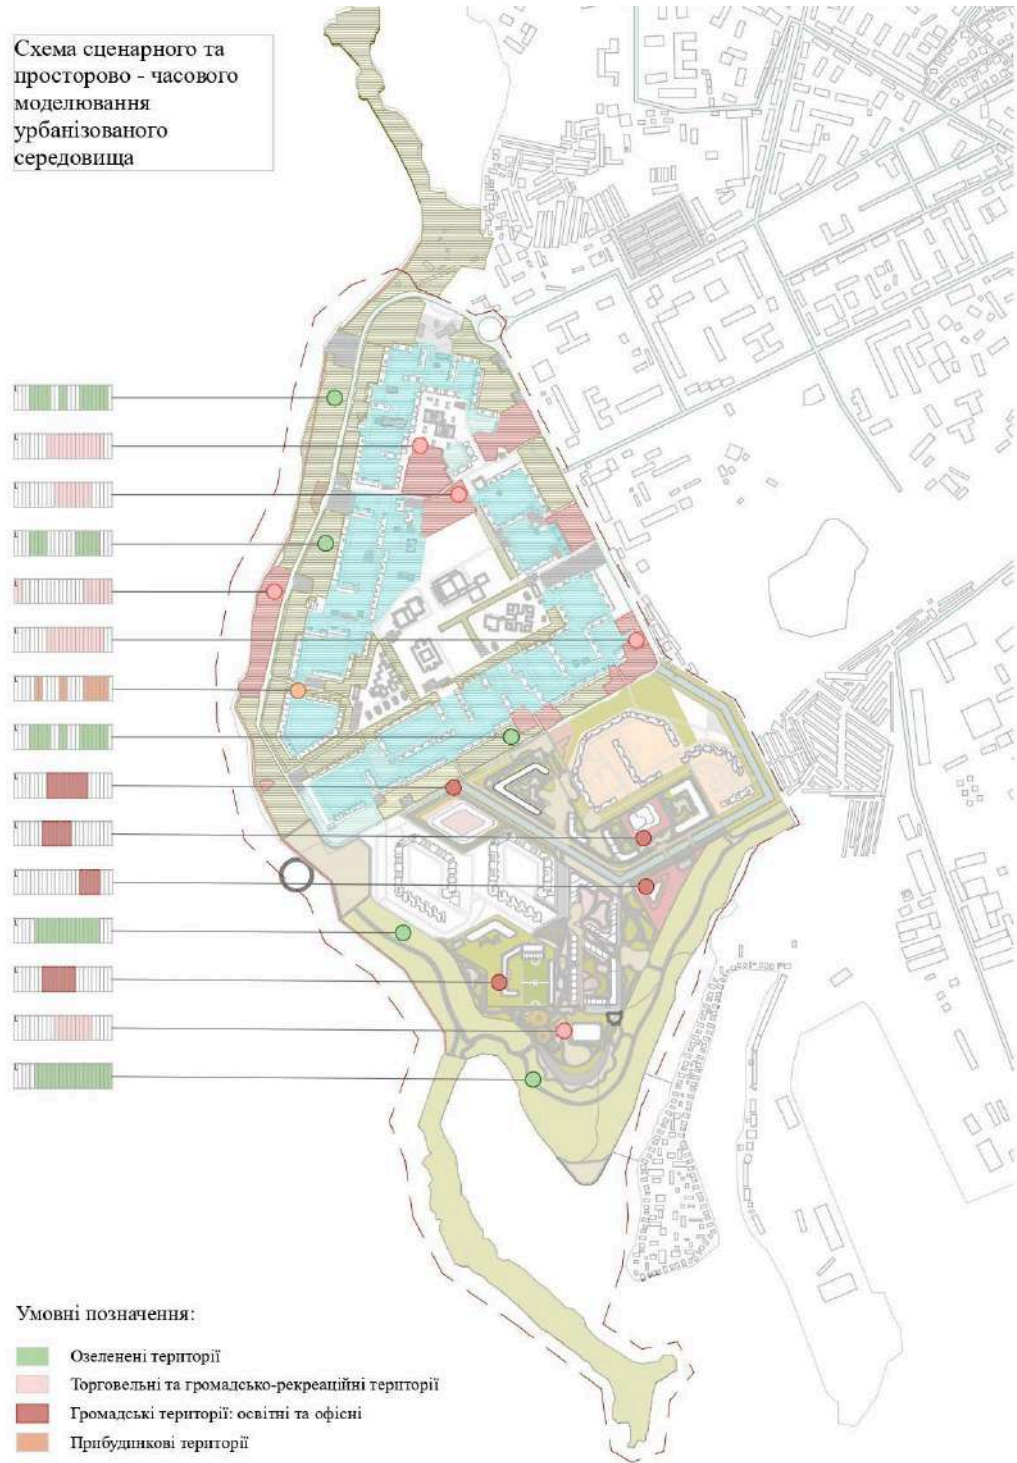 Схема сценарного та
просторово - часового
моделювання
урбанізованого
середовища
Умовні позначення:
Озеленені території
Торговельні та громадсько-рекреаційні території
Громадські території: освітні та офісні
Прибудинкові території